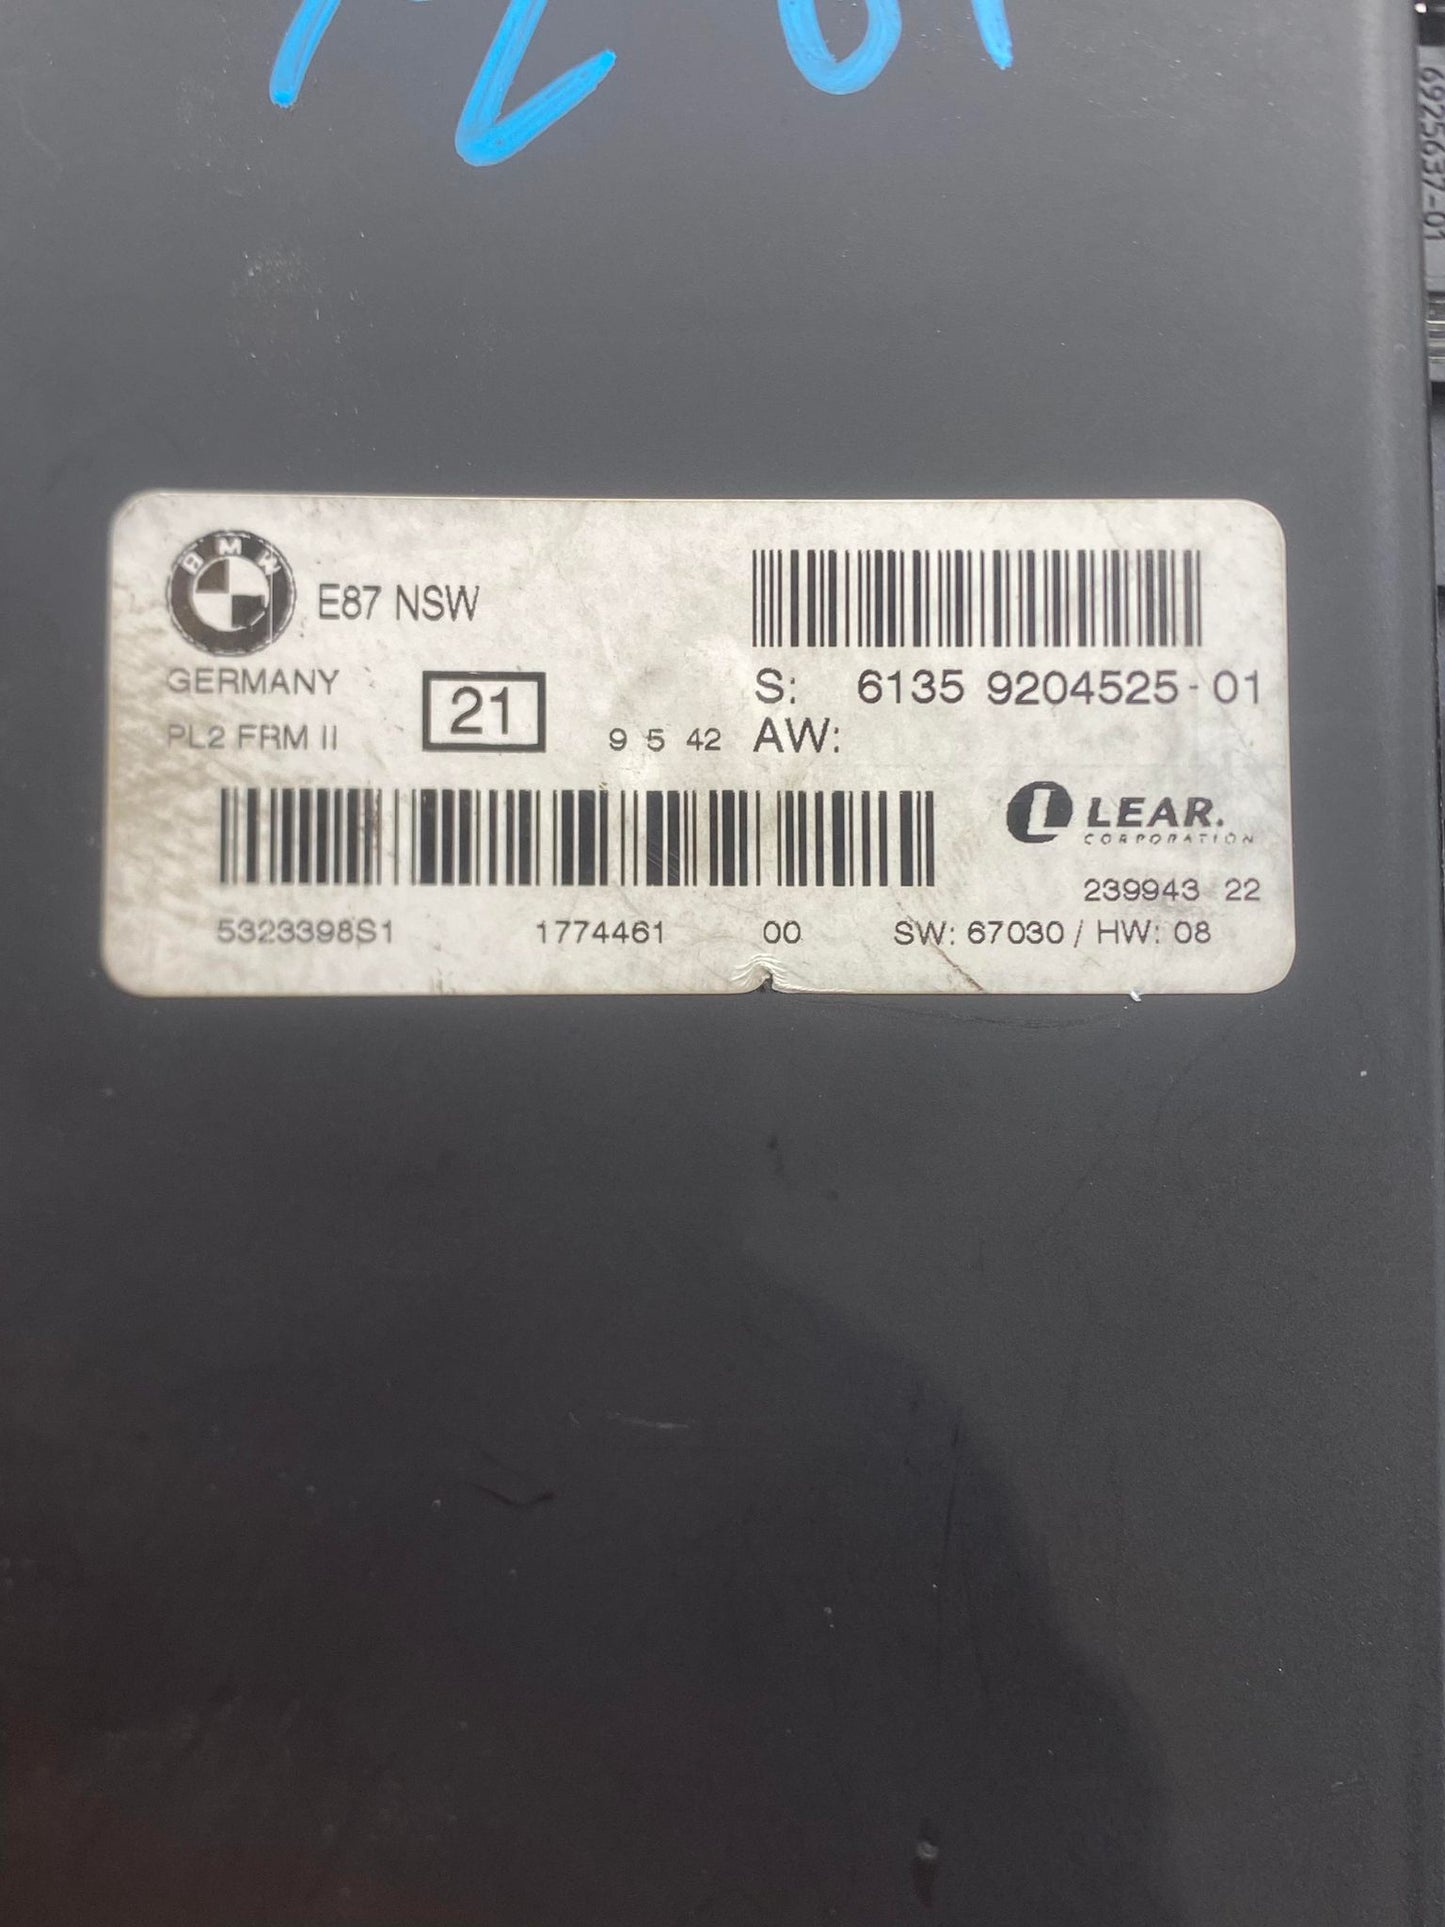 6925637-01
BMW
E87 NSW
GERMANY
S: 6135 9204525-01
PL2 FRM II
21
9 5 42
AW:
LEAR.
CORPORATION
239943 22
5323398S1 1774461 00 SW: 67030 / HW: 08